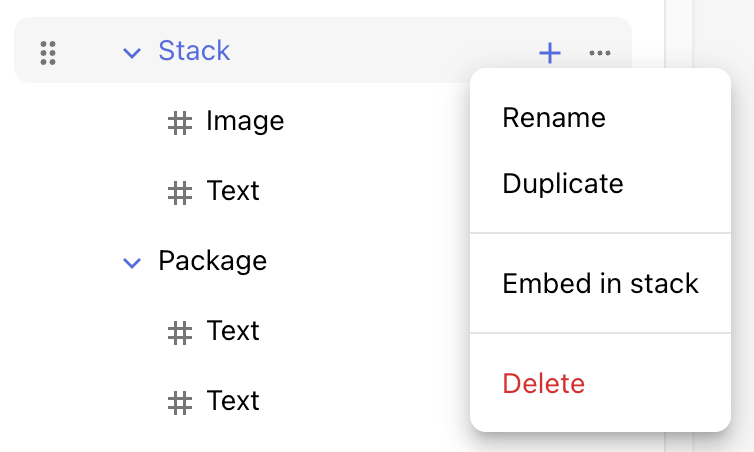 Stack
Image
Text
Package
Text
Text
Rename
Duplicate
Embed in stack
Delete